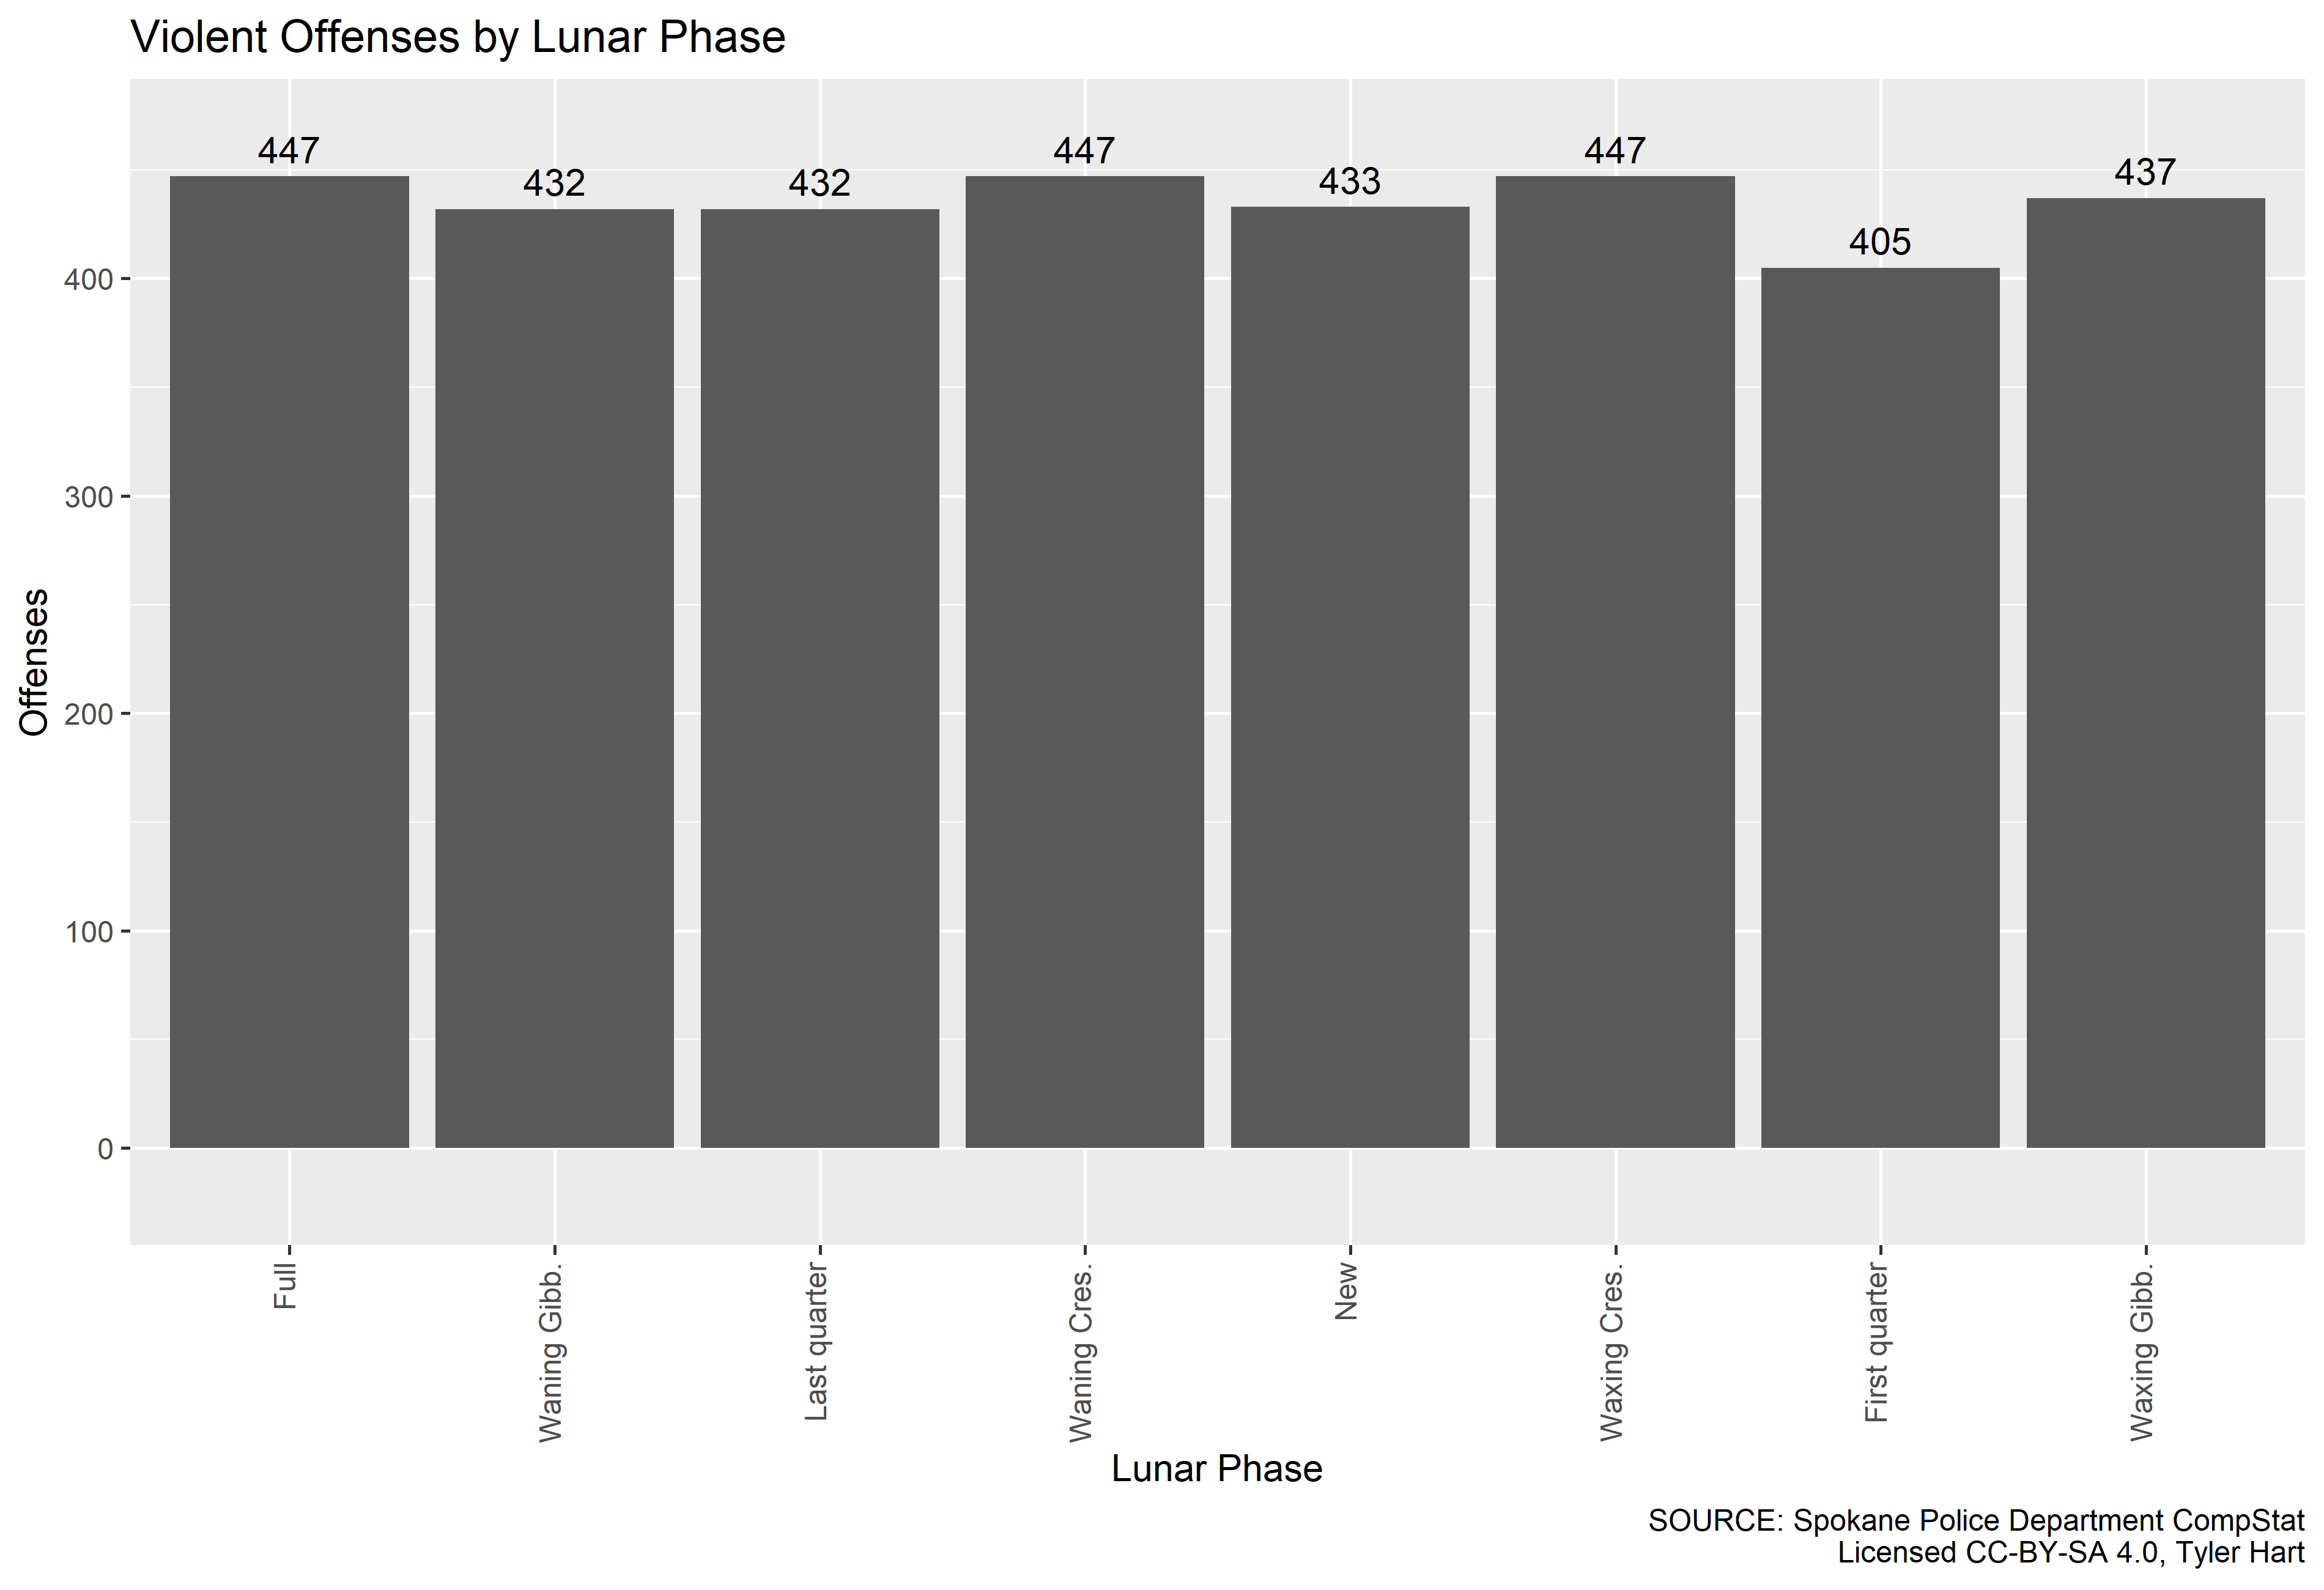 Violent Offenses by Lunar Phase
447
432
432
447
433
447
405
437
400
300
200
100
0
Offenses
Full
Waning Gibb.
Last quarter
Waning Cres.
New
Waxing Cres.
First quarter
Waxing Gibb.
Lunar Phase
SOURCE: Spokane Police Department CompStat
Licensed CC-BY-SA 4.0, Tyler Hart